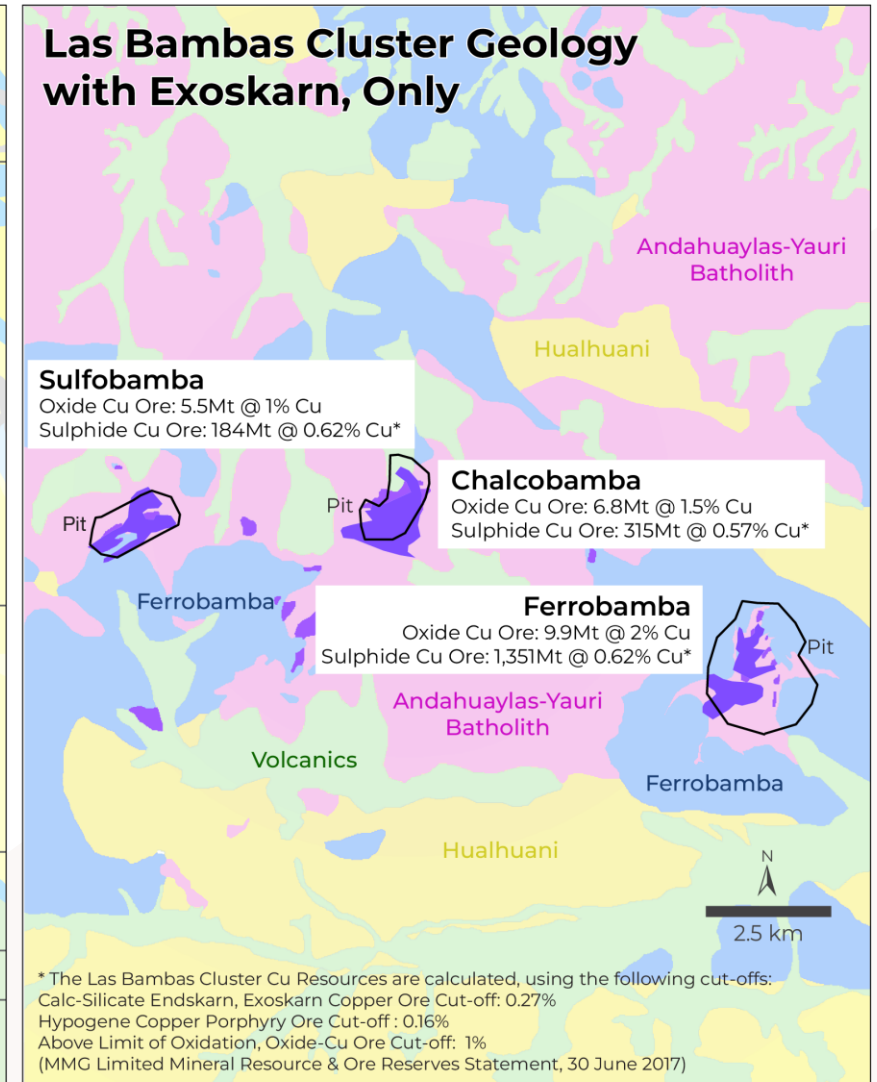 Las Bambas Cluster Geology
with Exoskarn, Only
Andahuaylas-Yauri
Batholith
Hualhuani
Sulfobamba
Oxide Cu Ore: 5.5Mt @ 1% Cu
Sulphide Cu Ore: 184Mt @ 0.62% Cu*
Chalcobamba
Oxide Cu Ore: 6.8Mt @ 1.5% Cu
Sulphide Cu Ore: 315Mt @ 0.57% Cu*
Pit
Pit
Ferrobamba
Ferrobamba
Oxide Cu Ore: 9.9Mt @ 2% Cu
Sulphide Cu Ore: 1,351Mt @ 0.62% Cu*
Pit
Andahuaylas-Yauri
Batholith
Volcanics
Ferrobamba
Hualhuani
N
2.5 km
* The Las Bambas Cluster Cu Resources are calculated, using the following cut-offs:
Calc-Silicate Endskarn, Exoskarn Copper Ore Cut-off: 0.27%
Hypogene Copper Porphyry Ore Cut-off : 0.16%
Above Limit of Oxidation, Oxide-Cu Ore Cut-off: 1%
(MMG Limited Mineral Resource & Ore Reserves Statement, 30 June 2017)